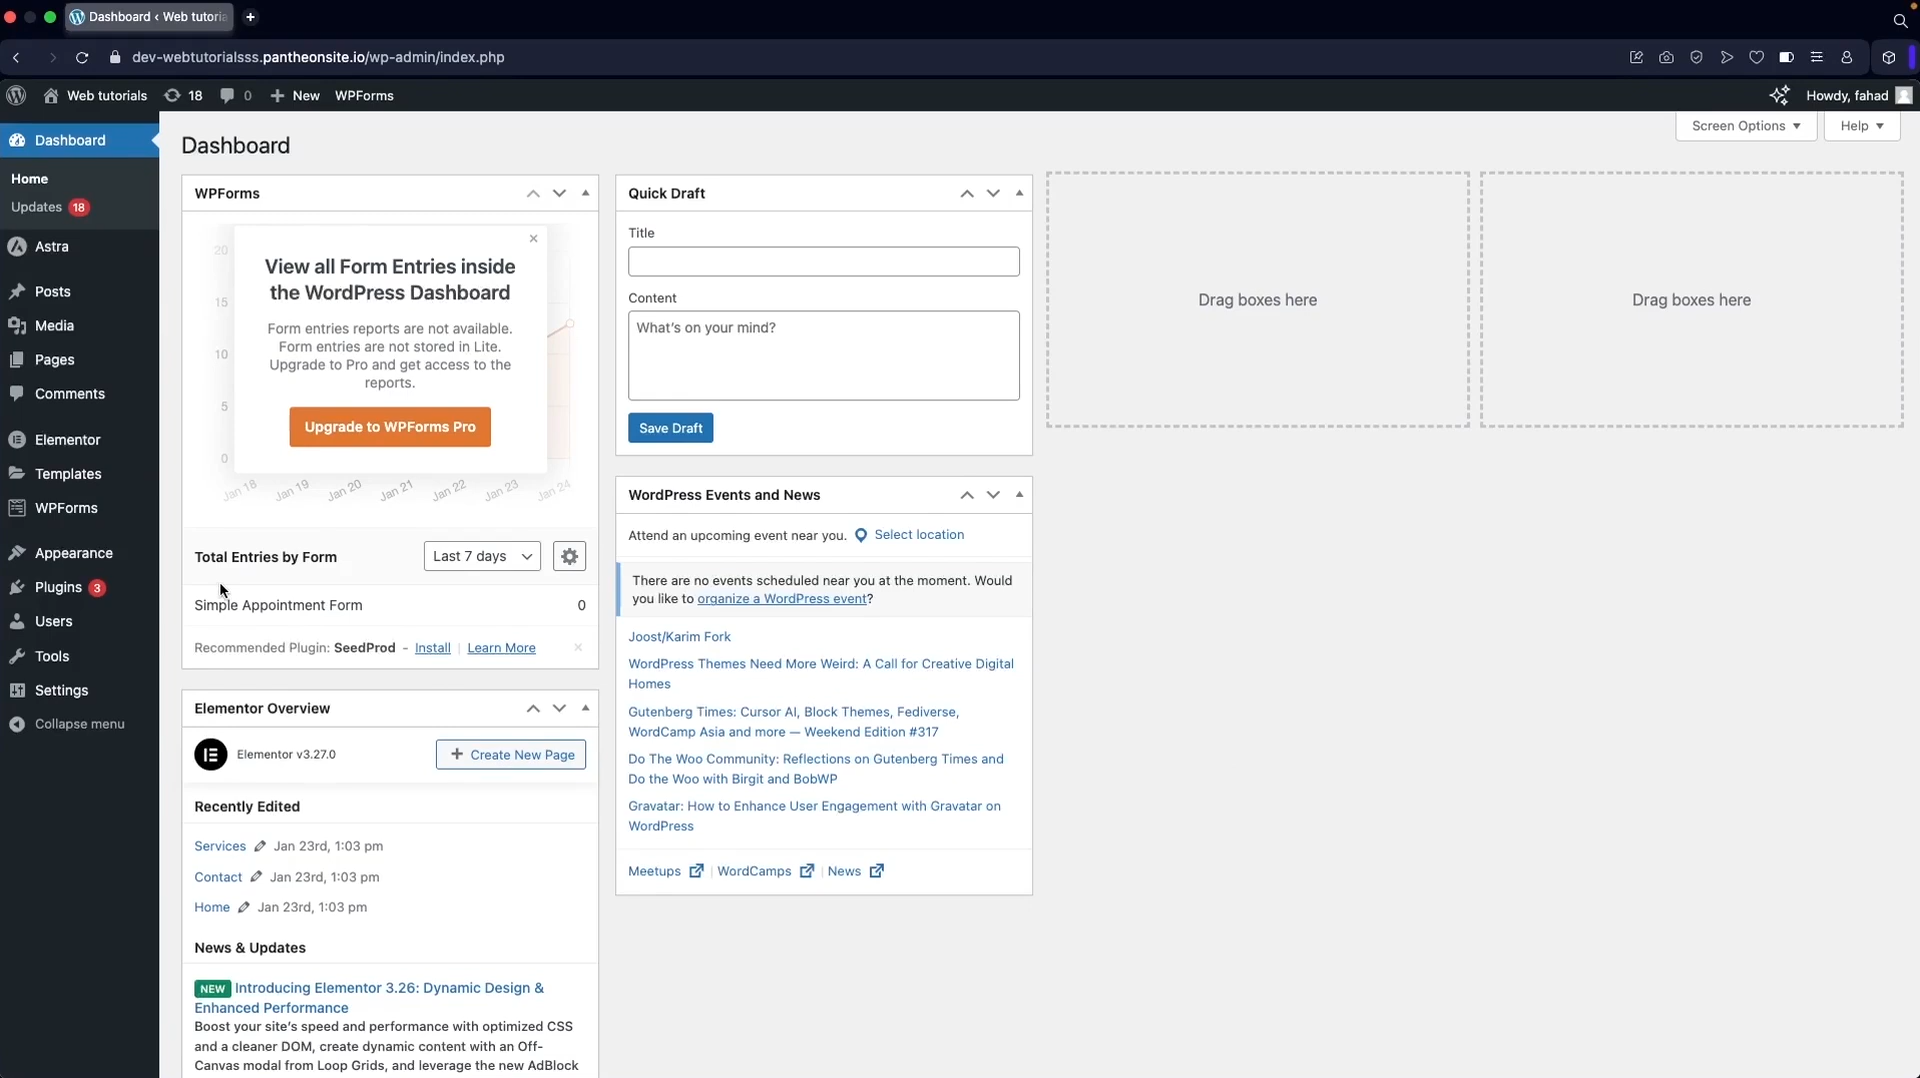 Dashboard ‹ Web tutoria
dev-webtutorialsss.pantheonsite.io/wp-admin/index.php
Web tutorials 18 0 New WPForms
Howdy, fahad
Dashboard
Home
Updates 18
Astra
Posts
Media
Pages
Comments
Elementor
Templates
WPForms
Appearance
Plugins 3
Users
Tools
Settings
Collapse menu
Screen Options
Help
Dashboard
WPForms
20
15
10
5
0
View all Form Entries inside
the WordPress Dashboard
Form entries reports are not available.
Form entries are not stored in Lite.
Upgrade to Pro and get access to the
reports.
Upgrade to WPForms Pro
Jan 18 Jan 19 Jan 20 Jan 21 Jan 22 Jan 23 Jan 24
Total Entries by Form
Last 7 days
Simple Appointment Form 0
Recommended Plugin: SeedProd - Install | Learn More
Elementor Overview
Elementor v3.27.0
Create New Page
Recently Edited
Services Jan 23rd, 1:03 pm
Contact Jan 23rd, 1:03 pm
Home Jan 23rd, 1:03 pm
News & Updates
NEW Introducing Elementor 3.26: Dynamic Design &
Enhanced Performance
Boost your site's speed and performance with optimized CSS
and a cleaner DOM, create dynamic content with an Off-
Canvas modal from Loop Grids, and leverage the new AdBlock
Quick Draft
Title
Content
What's on your mind?
Save Draft
WordPress Events and News
Attend an upcoming event near you. Select location
There are no events scheduled near you at the moment. Would
you like to organize a WordPress event?
Joost/Karim Fork
WordPress Themes Need More Weird: A Call for Creative Digital
Homes
Gutenberg Times: Cursor AI, Block Themes, Fediverse,
WordCamp Asia and more — Weekend Edition #317
Do The Woo Community: Reflections on Gutenberg Times and
Do the Woo with Birgit and BobWP
Gravatar: How to Enhance User Engagement with Gravatar on
WordPress
Meetups | WordCamps | News
Drag boxes here
Drag boxes here